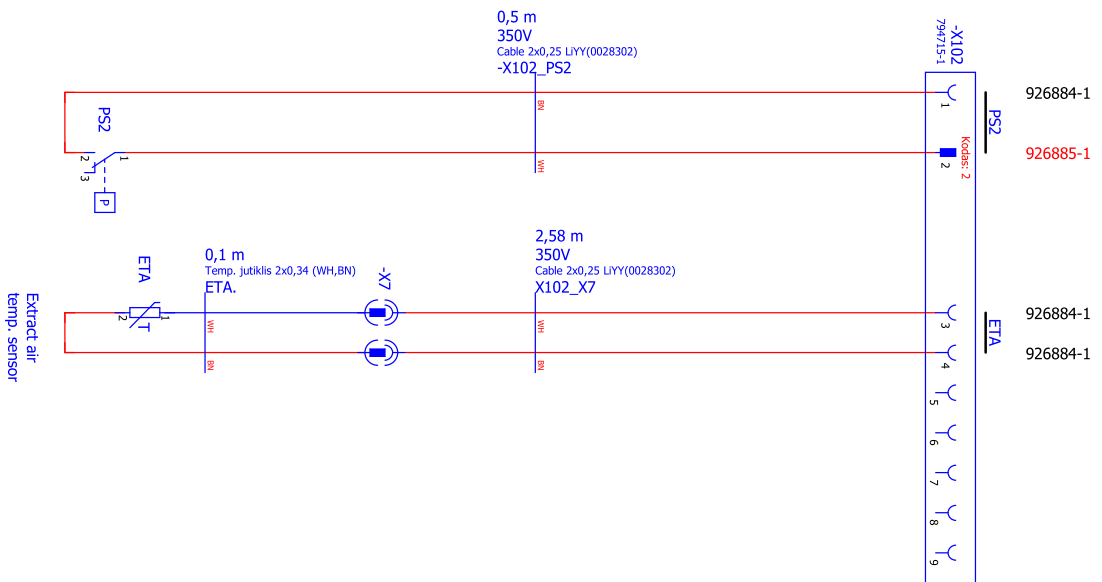 0,5 m
350V
Cable 2x0,25 LiYY(0028302)
-X102_PS2
-X102
794715-1
926884-1
BN
1
PS2
926885-1
Kodas: 2
WH
2
PS2
1
2
3
P
2,58 m
350V
Cable 2x0,25 LiYY(0028302)
X102_X7
0,1 m
Temp. jutiklis 2x0,34 (WH,BN)
ETA.
-X7
ETA
1
2
T
WH
BN
WH
BN
3
4
ETA
926884-1
926884-1
Extract air
temp. sensor
5
6
7
8
9